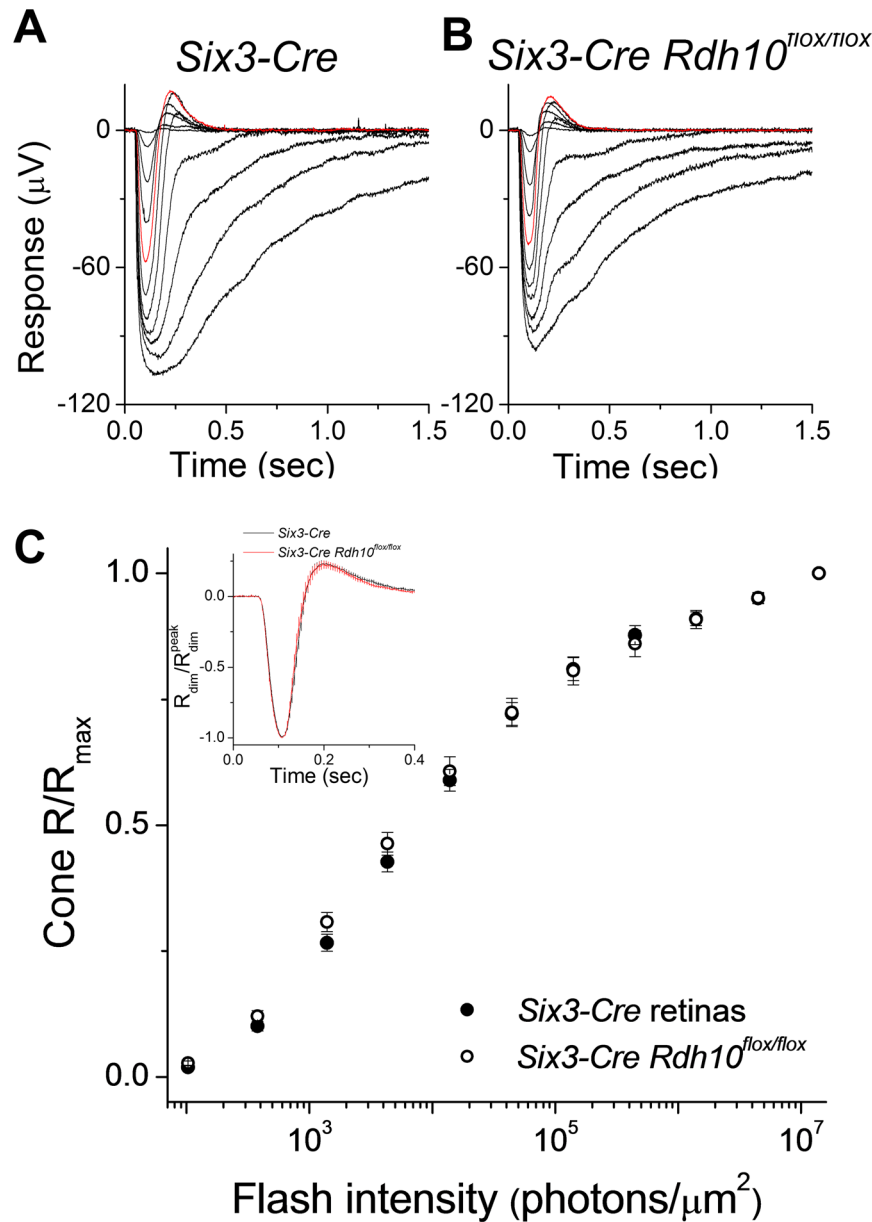 A
Six3-Cre
B
Six3-Cre Rdh10flox/flox
Response (μV)
0
-60
-120
0.0 0.5 1.0 1.5
Time (sec)
0
-60
-120
0.0 0.5 1.0 1.5
Time (sec)
C
Six3-Cre
Six3-Cre Rdh10flox/flox
Rdim/Rdimpeak
0.0
-0.5
-1.0
0.0 0.2 0.4
Time (sec)
Cone R/Rmax
1.0
0.5
0.0
Six3-Cre retinas
Six3-Cre Rdh10flox/flox
10³ 10⁵ 10⁷
Flash intensity (photons/μm²)